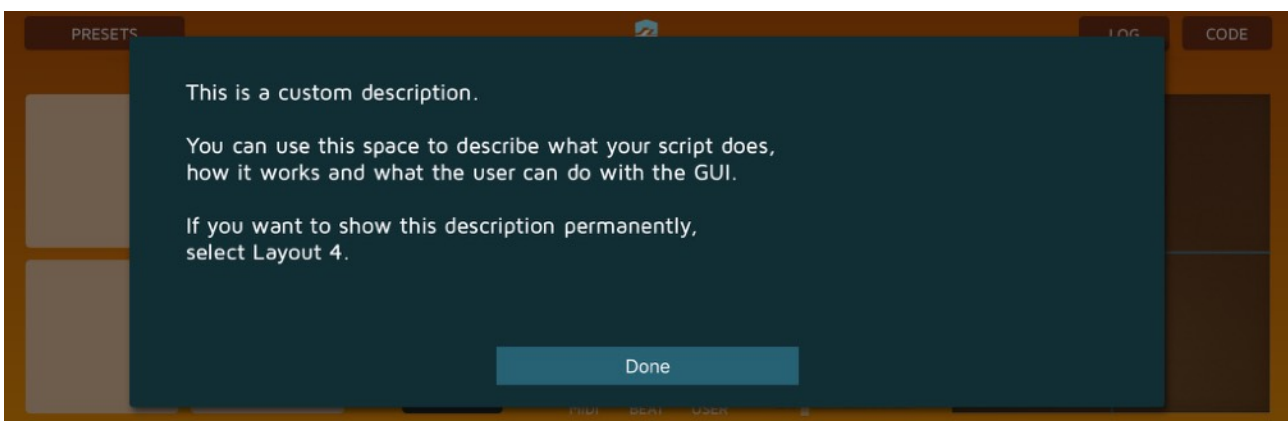 PRESETS
LOG
CODE
This is a custom description.
You can use this space to describe what your script does,
how it works and what the user can do with the GUI.
If you want to show this description permanently,
select Layout 4.
Done
MIDI BEAT USER